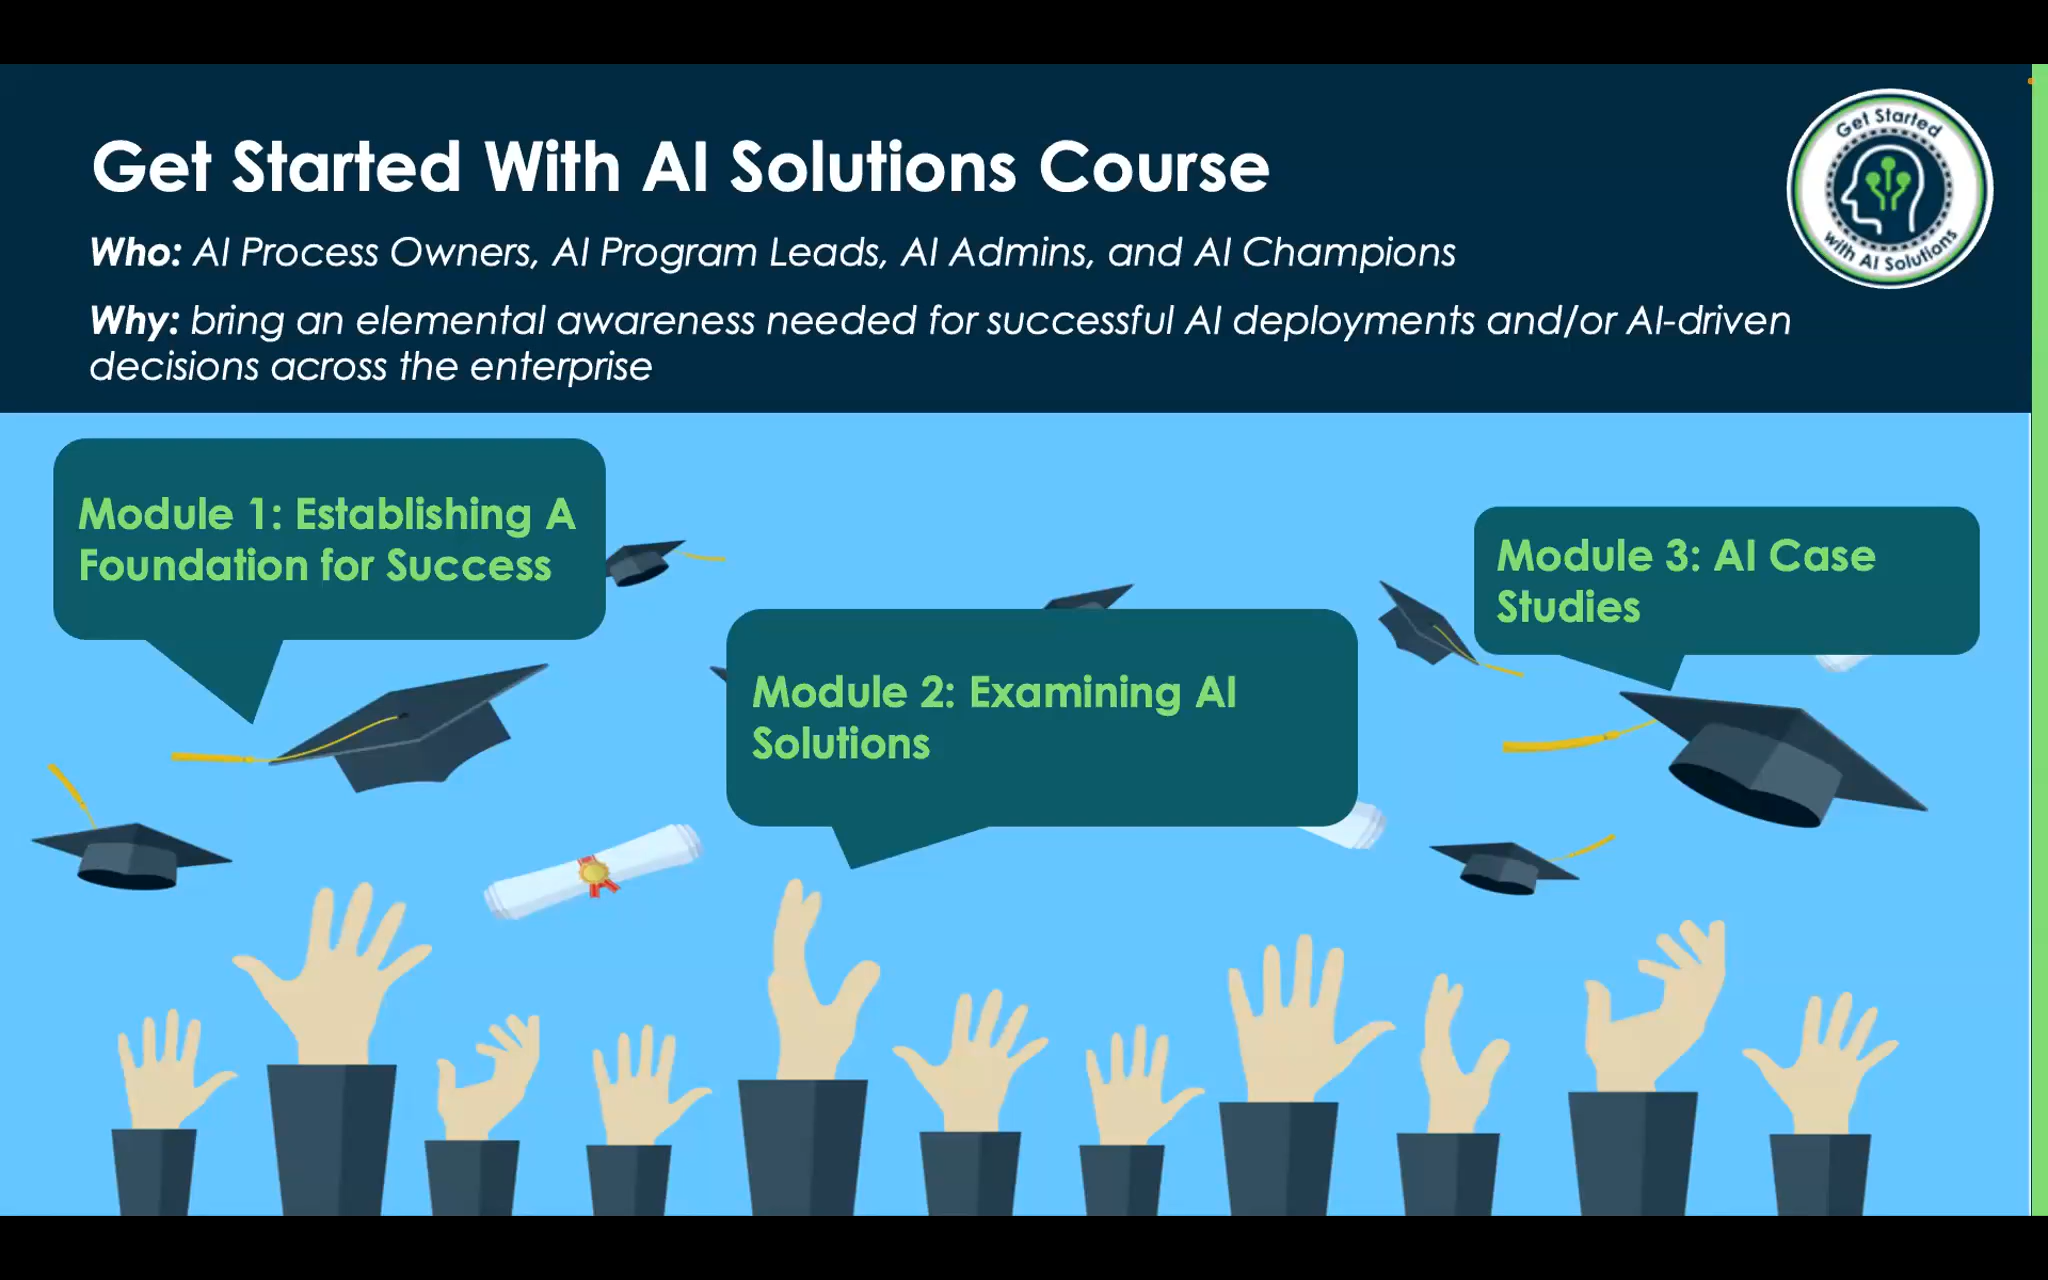 Get Started With AI Solutions Course
Get Started
with AI Solutions
Who: AI Process Owners, AI Program Leads, AI Admins, and AI Champions
Why: bring an elemental awareness needed for successful AI deployments and/or AI-driven
decisions across the enterprise
Module 1: Establishing A
Foundation for Success
Module 2: Examining AI
Solutions
Module 3: AI Case
Studies